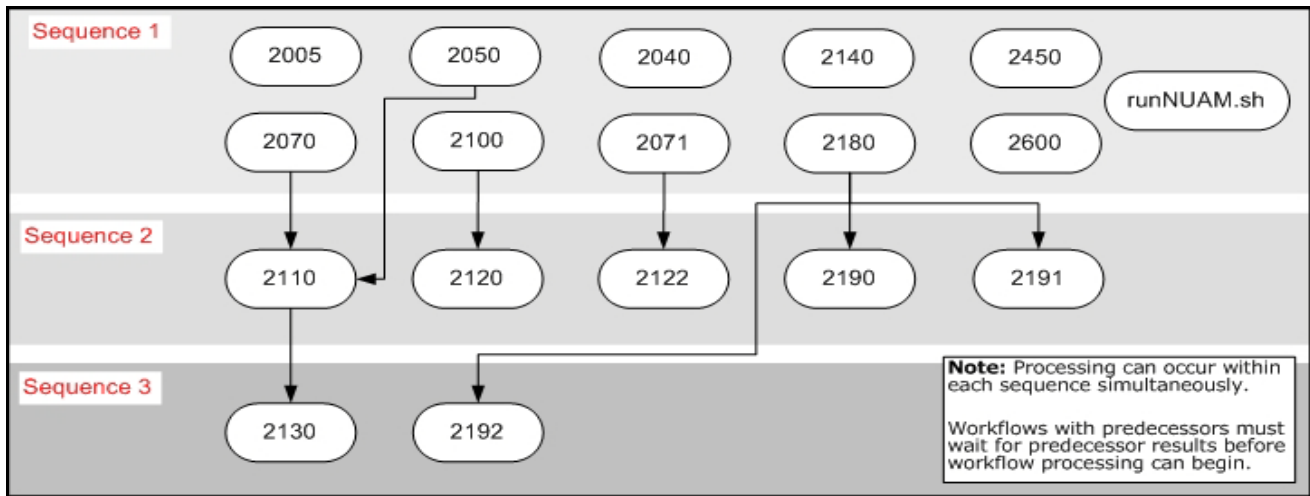 Sequence 1
2005
2050
2040
2140
2450
runNUAM.sh
2070
2100
2071
2180
2600
Sequence 2
2110
2120
2122
2190
2191
Sequence 3
2130
2192
Note: Processing can occur within
each sequence simultaneously.
Workflows with predecessors must
wait for predecessor results before
workflow processing can begin.